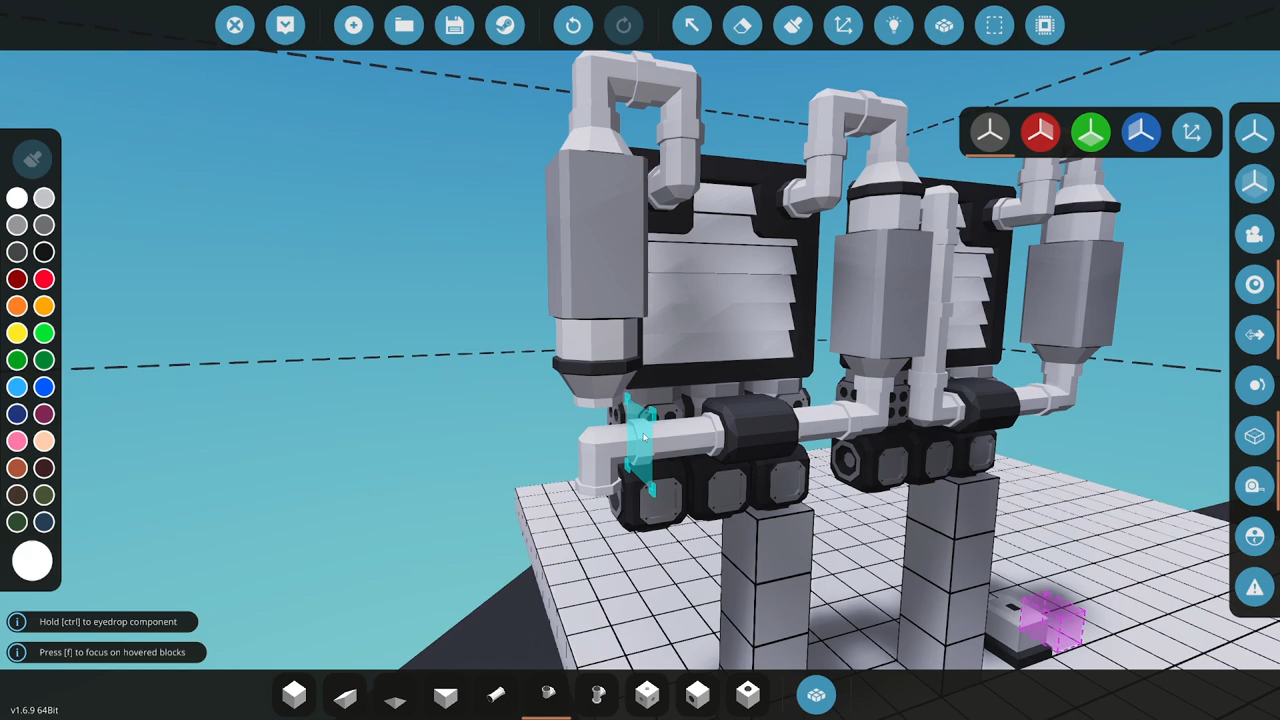 Hold [ctrl] to eyedrop component
Press [f] to focus on hovered blocks
v1.6.9 64Bit